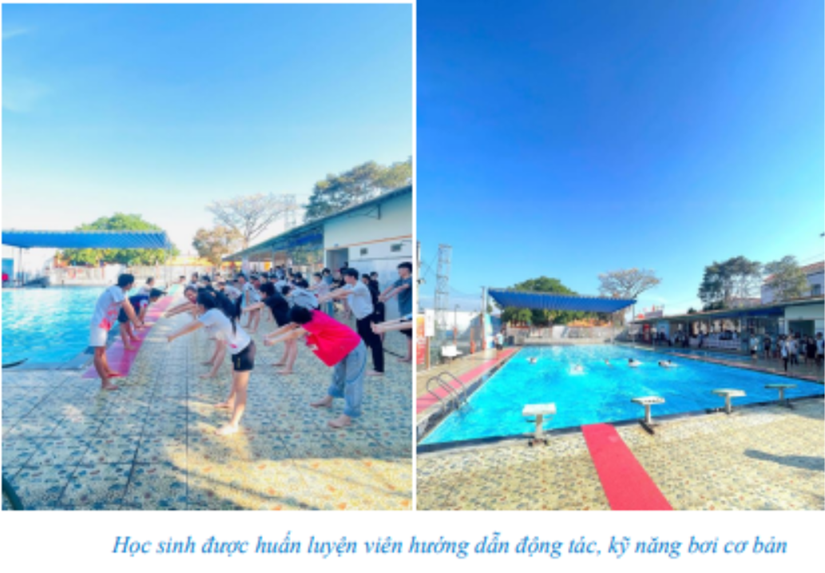 Học sinh được huấn luyện viên hướng dẫn động tác, kỹ năng bơi cơ bản